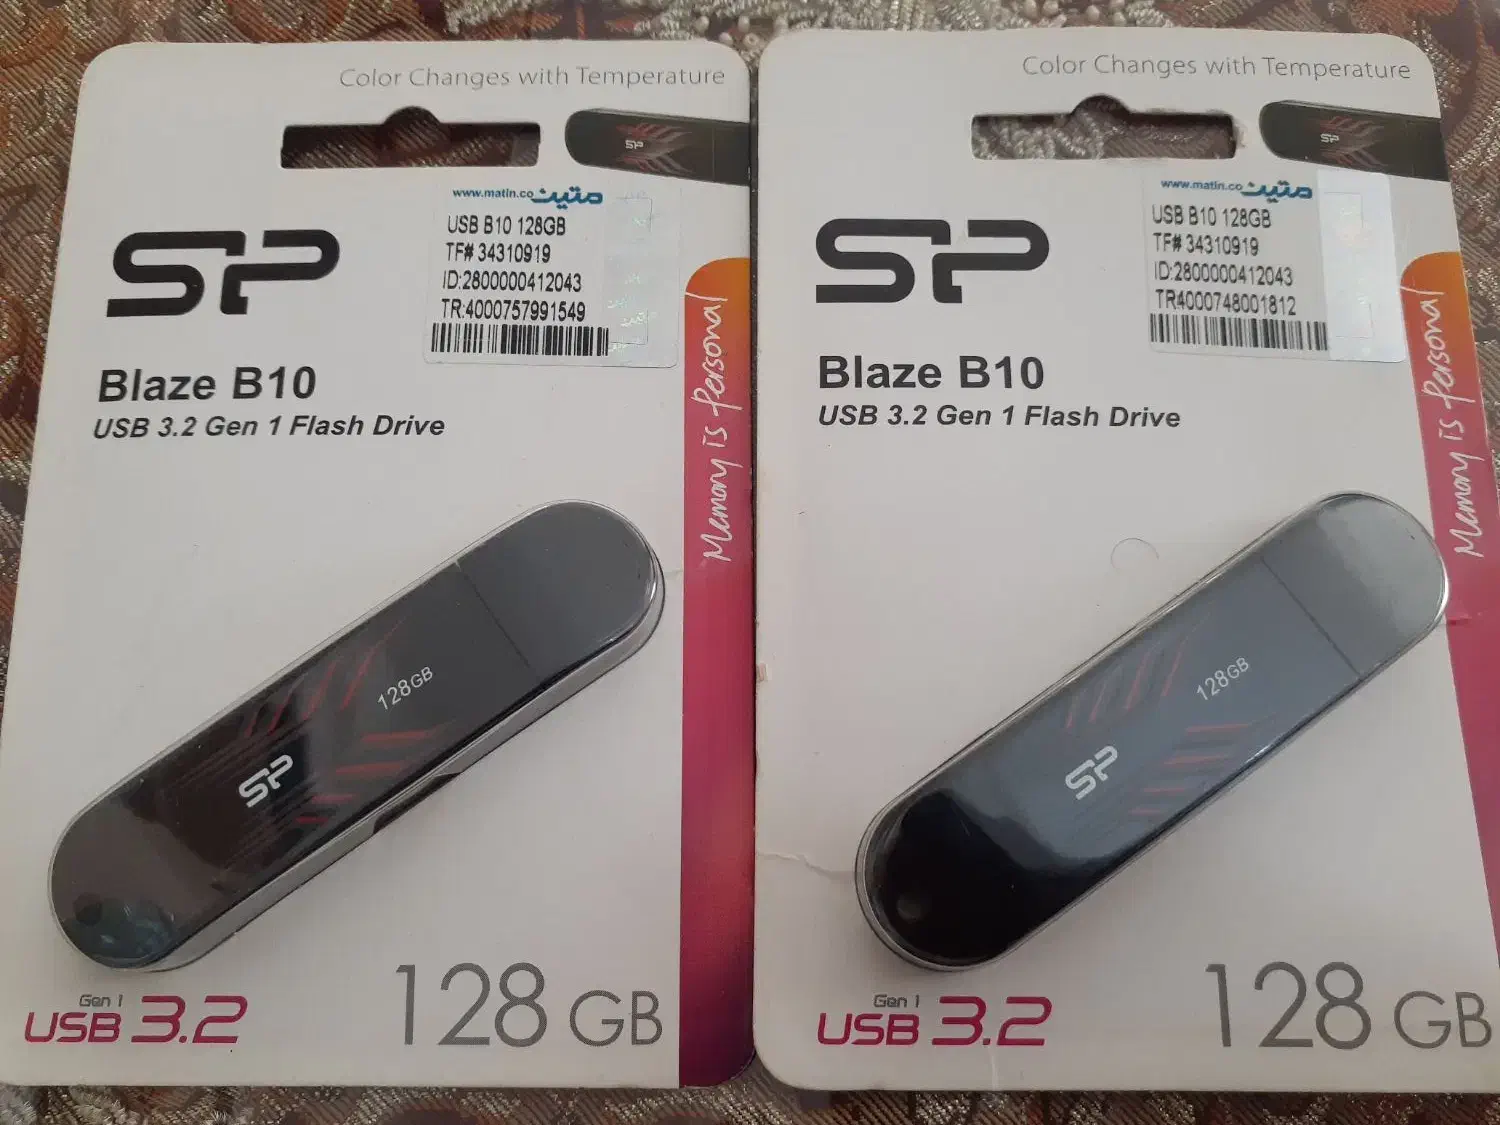 Color Changes with Temperature
SP
www.matin.co متین
USB B10 128GB
TF# 34310919
ID:2800000412043
TR:4000757991549
SP
Blaze B10
USB 3.2 Gen 1 Flash Drive
Memory is Personal
128GB
SP
Gen 1
USB 3.2
128 GB
Color Changes with Temperature
SP
www.matin.co متین
USB B10 128GB
TF# 34310919
ID:2800000412043
TR4000748001812
SP
Blaze B10
USB 3.2 Gen 1 Flash Drive
Memory is Personal
128GB
SP
Gen 1
USB 3.2
128 GB